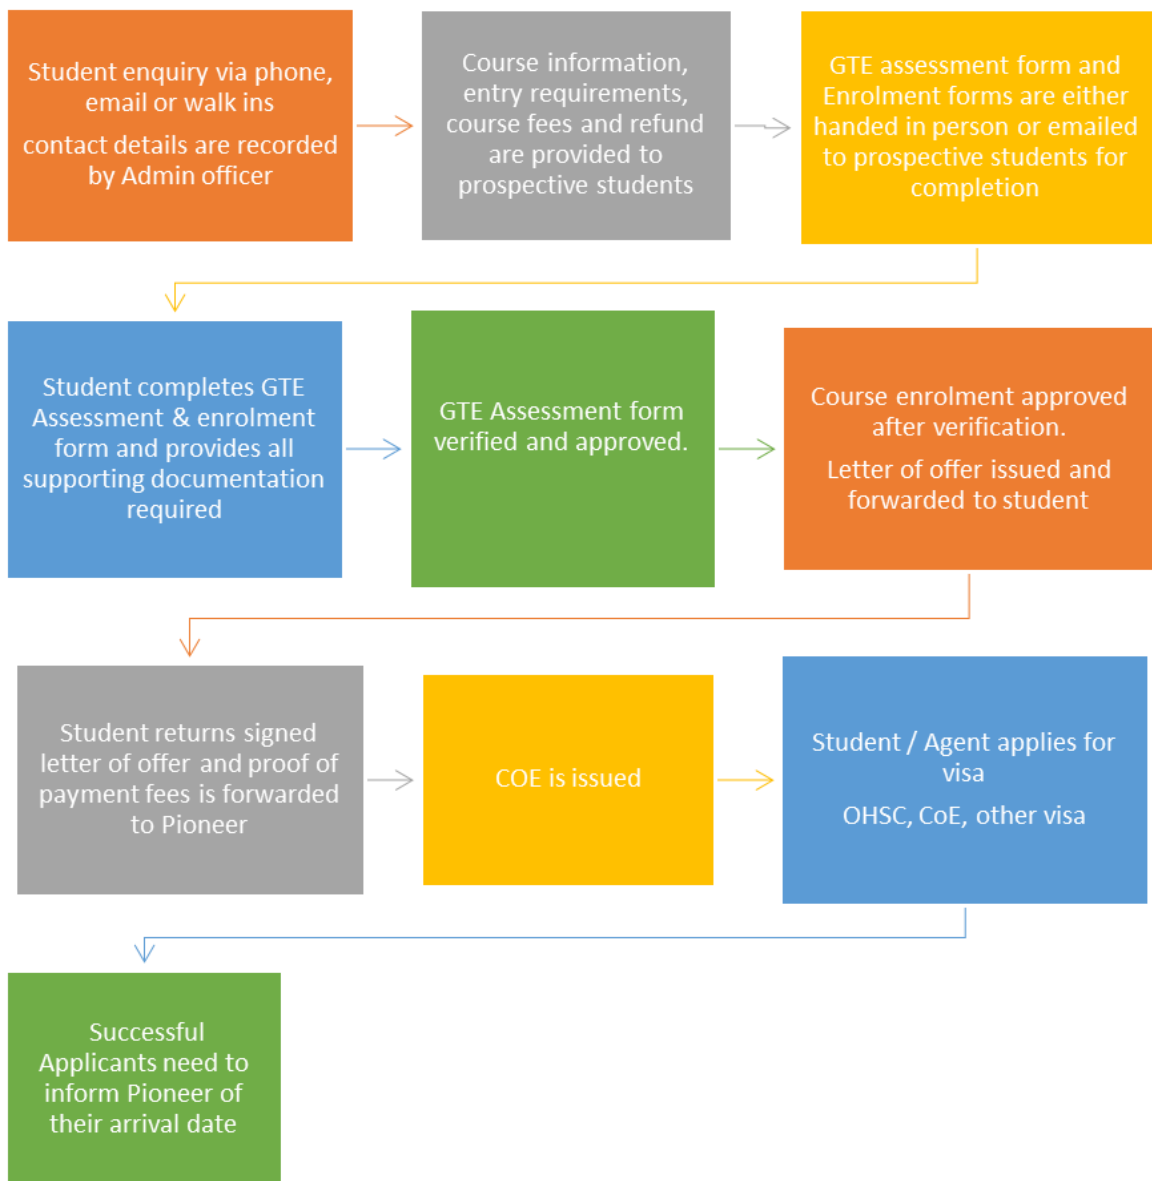 Student enquiry via phone,
email or walk ins
contact details are recorded
by Admin officer
Course information,
entry requirements,
course fees and refund
are provided to
prospective students
GTE assessment form and
Enrolment forms are either
handed in person or emailed
to prospective students for
completion
Student completes GTE
Assessment & enrolment
form and provides all
supporting documentation
required
GTE Assessment form
verified and approved.
Course enrolment approved
after verification.
Letter of offer issued and
forwarded to student
Student returns signed
letter of offer and proof of
payment fees is forwarded
to Pioneer
COE is issued
Student / Agent applies for
visa
OHSC, CoE, other visa
Successful
Applicants need to
inform Pioneer of
their arrival date